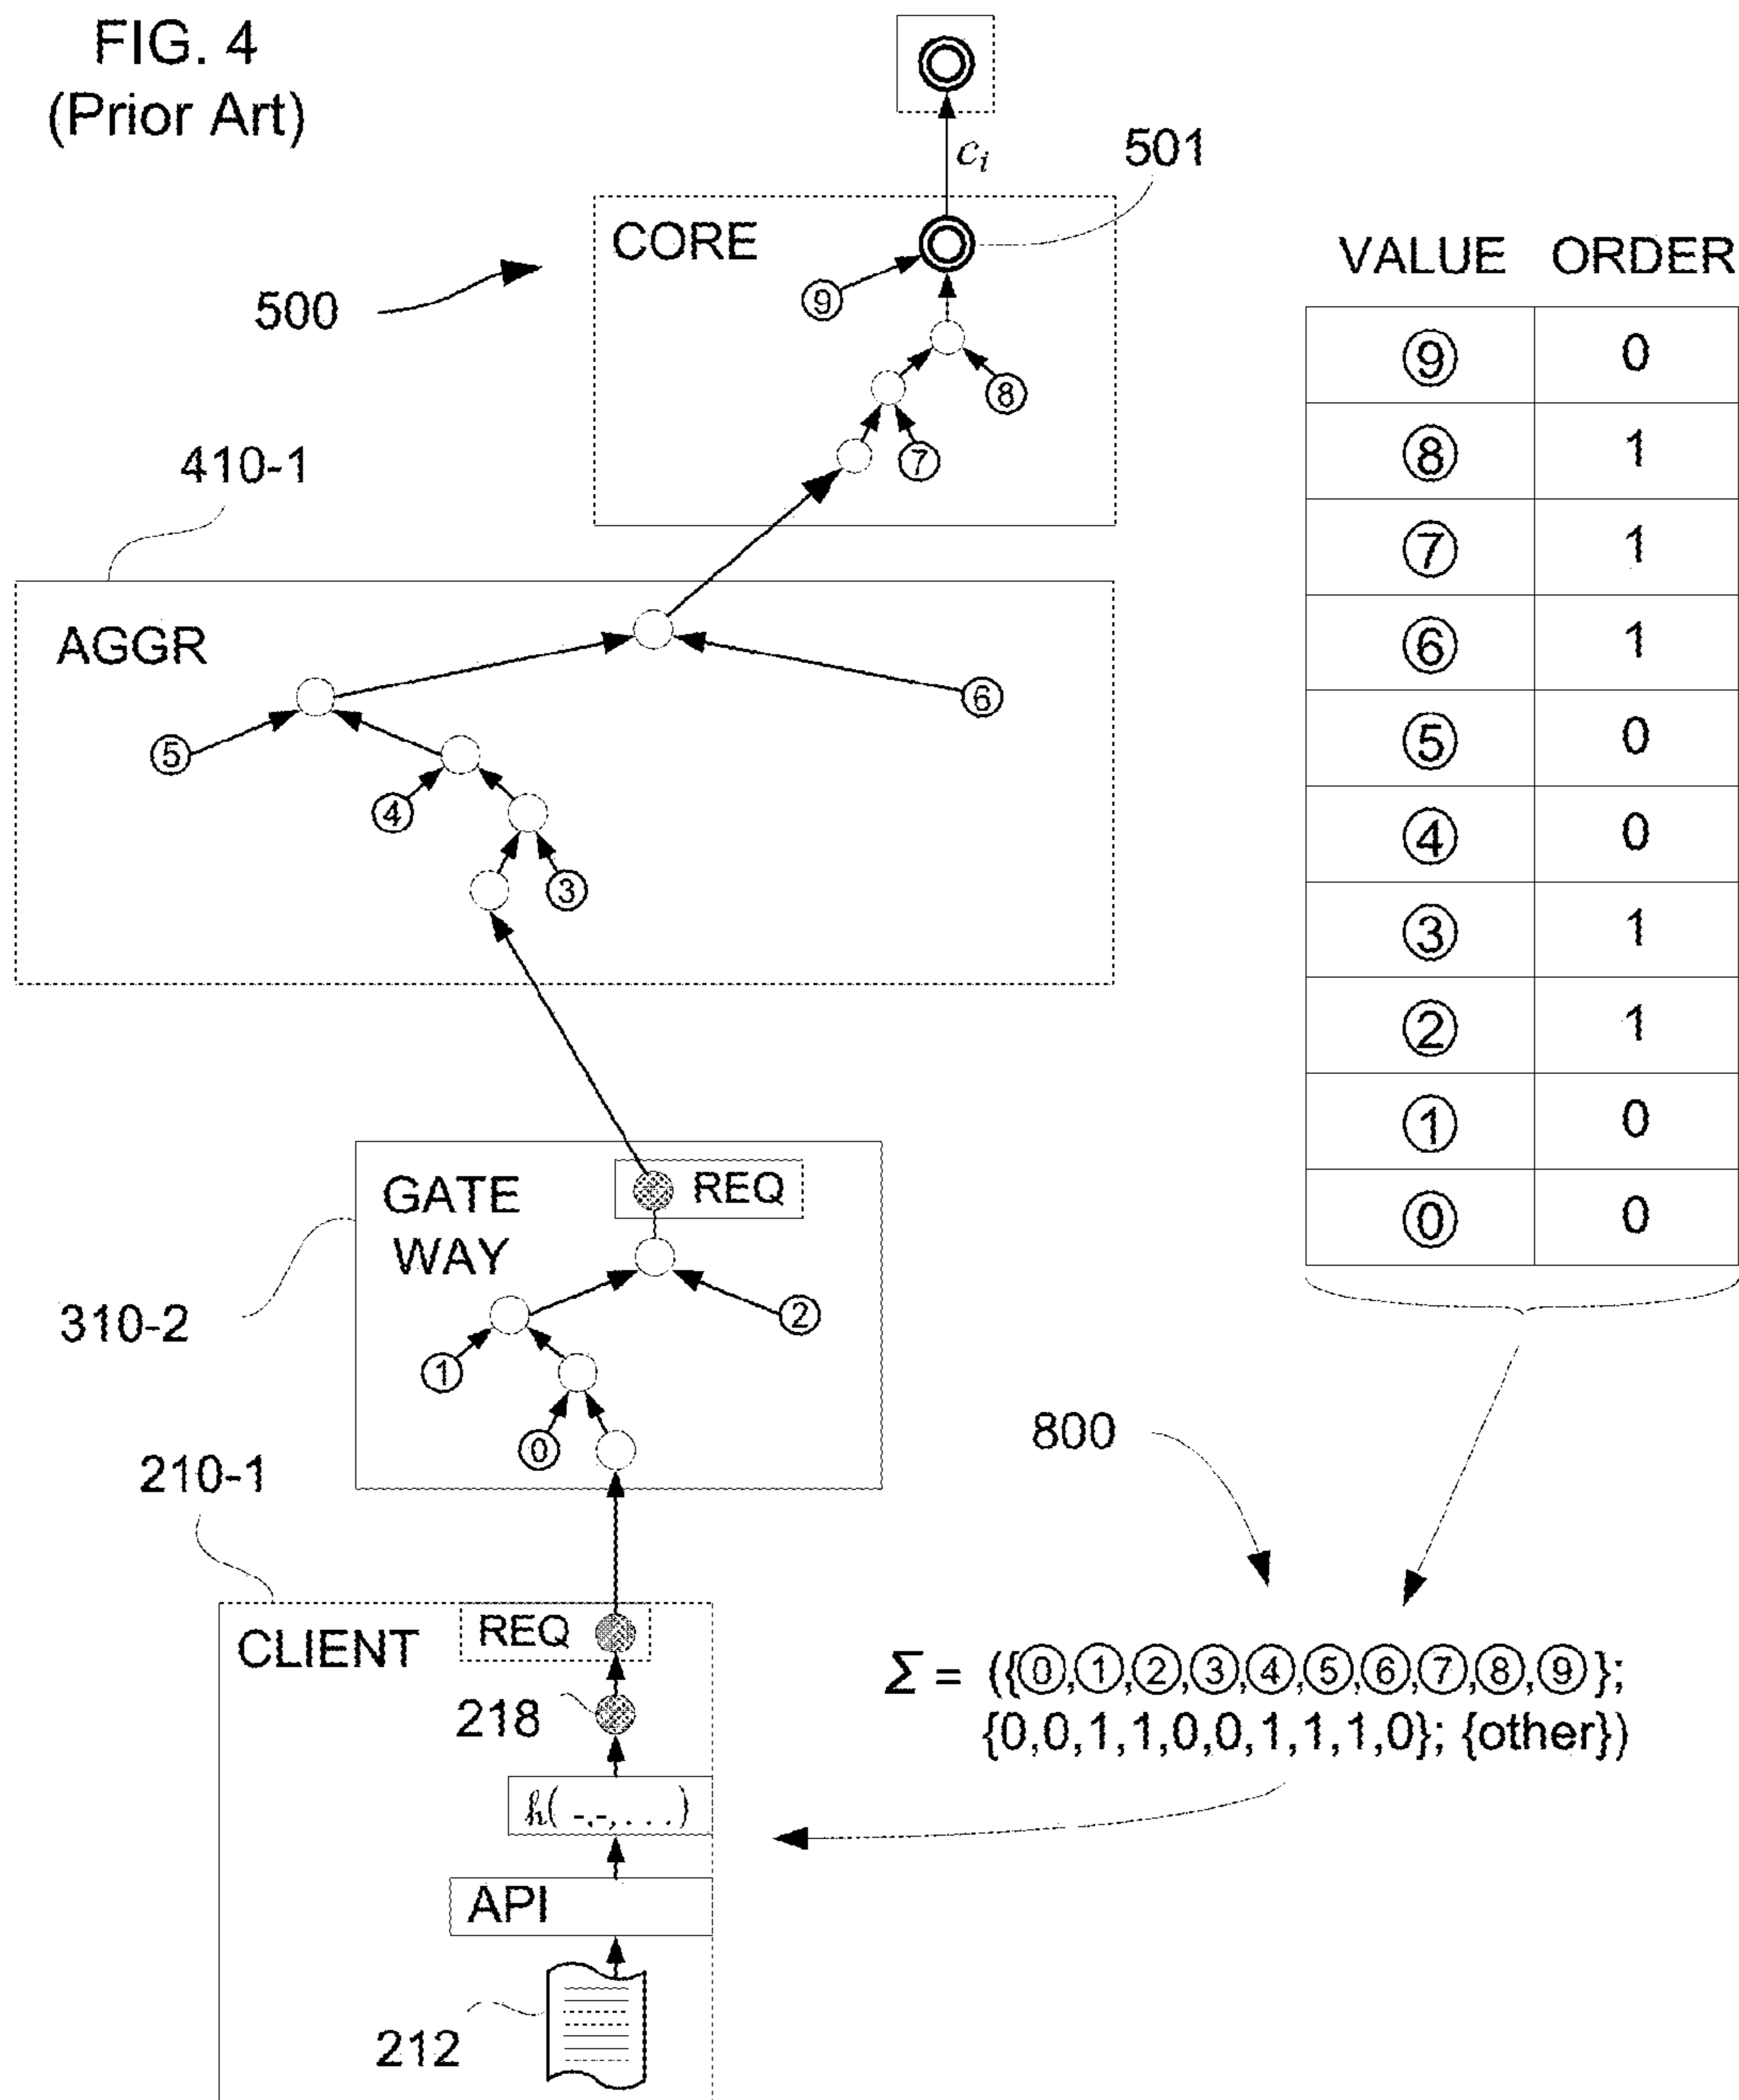 FIG. 4
(Prior Art)
c_i
501
CORE
500
⑨
⑧
⑦
VALUE ORDER
⑨ 0
⑧ 1
⑦ 1
⑥ 1
⑤ 0
④ 0
③ 1
② 1
① 0
⓪ 0
410-1
AGGR
⑥
⑤
④
③
GATE
WAY
REQ
310-2
②
①
⓪
210-1
800
CLIENT
REQ
218
h( -,-, . . .)
API
212
Σ = ({⓪,①,②,③,④,⑤,⑥,⑦,⑧,⑨};
{0,0,1,1,0,0,1,1,1,0}; {other})